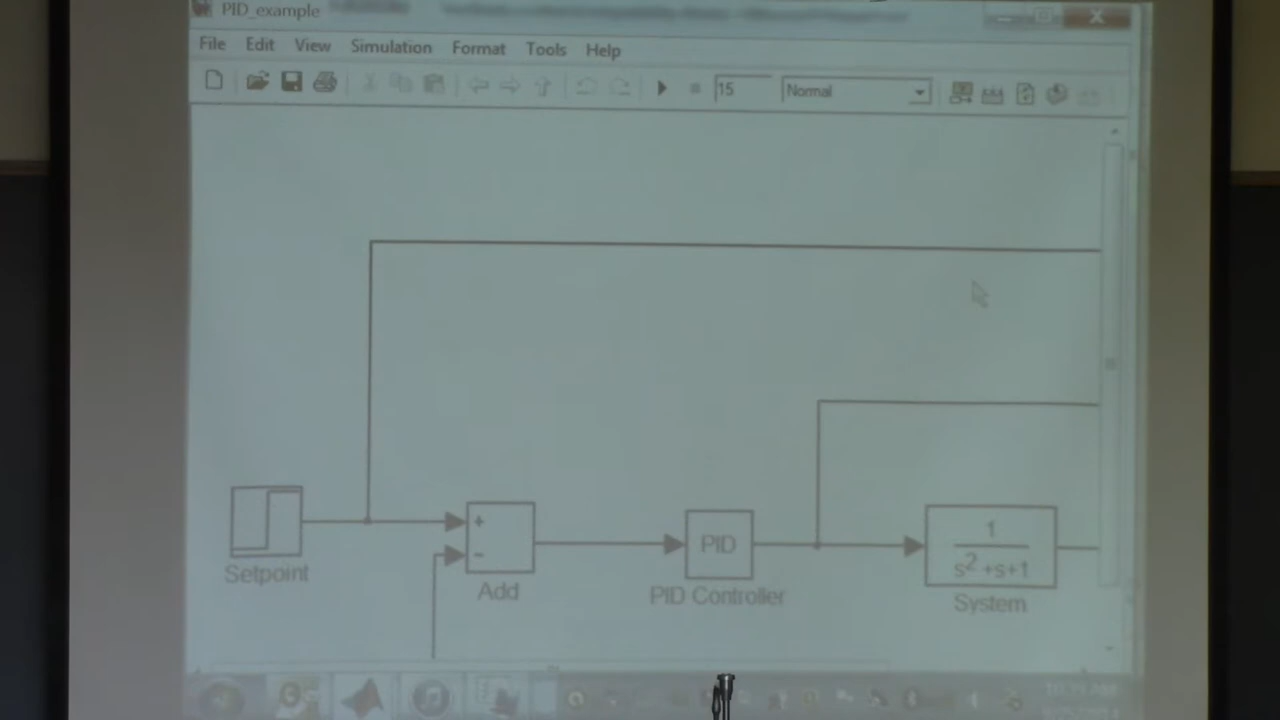 PID_example
File Edit View Simulation Format Tools Help
15 Normal
+
−
PID
1
s²+s+1
Setpoint
Add
PID Controller
System